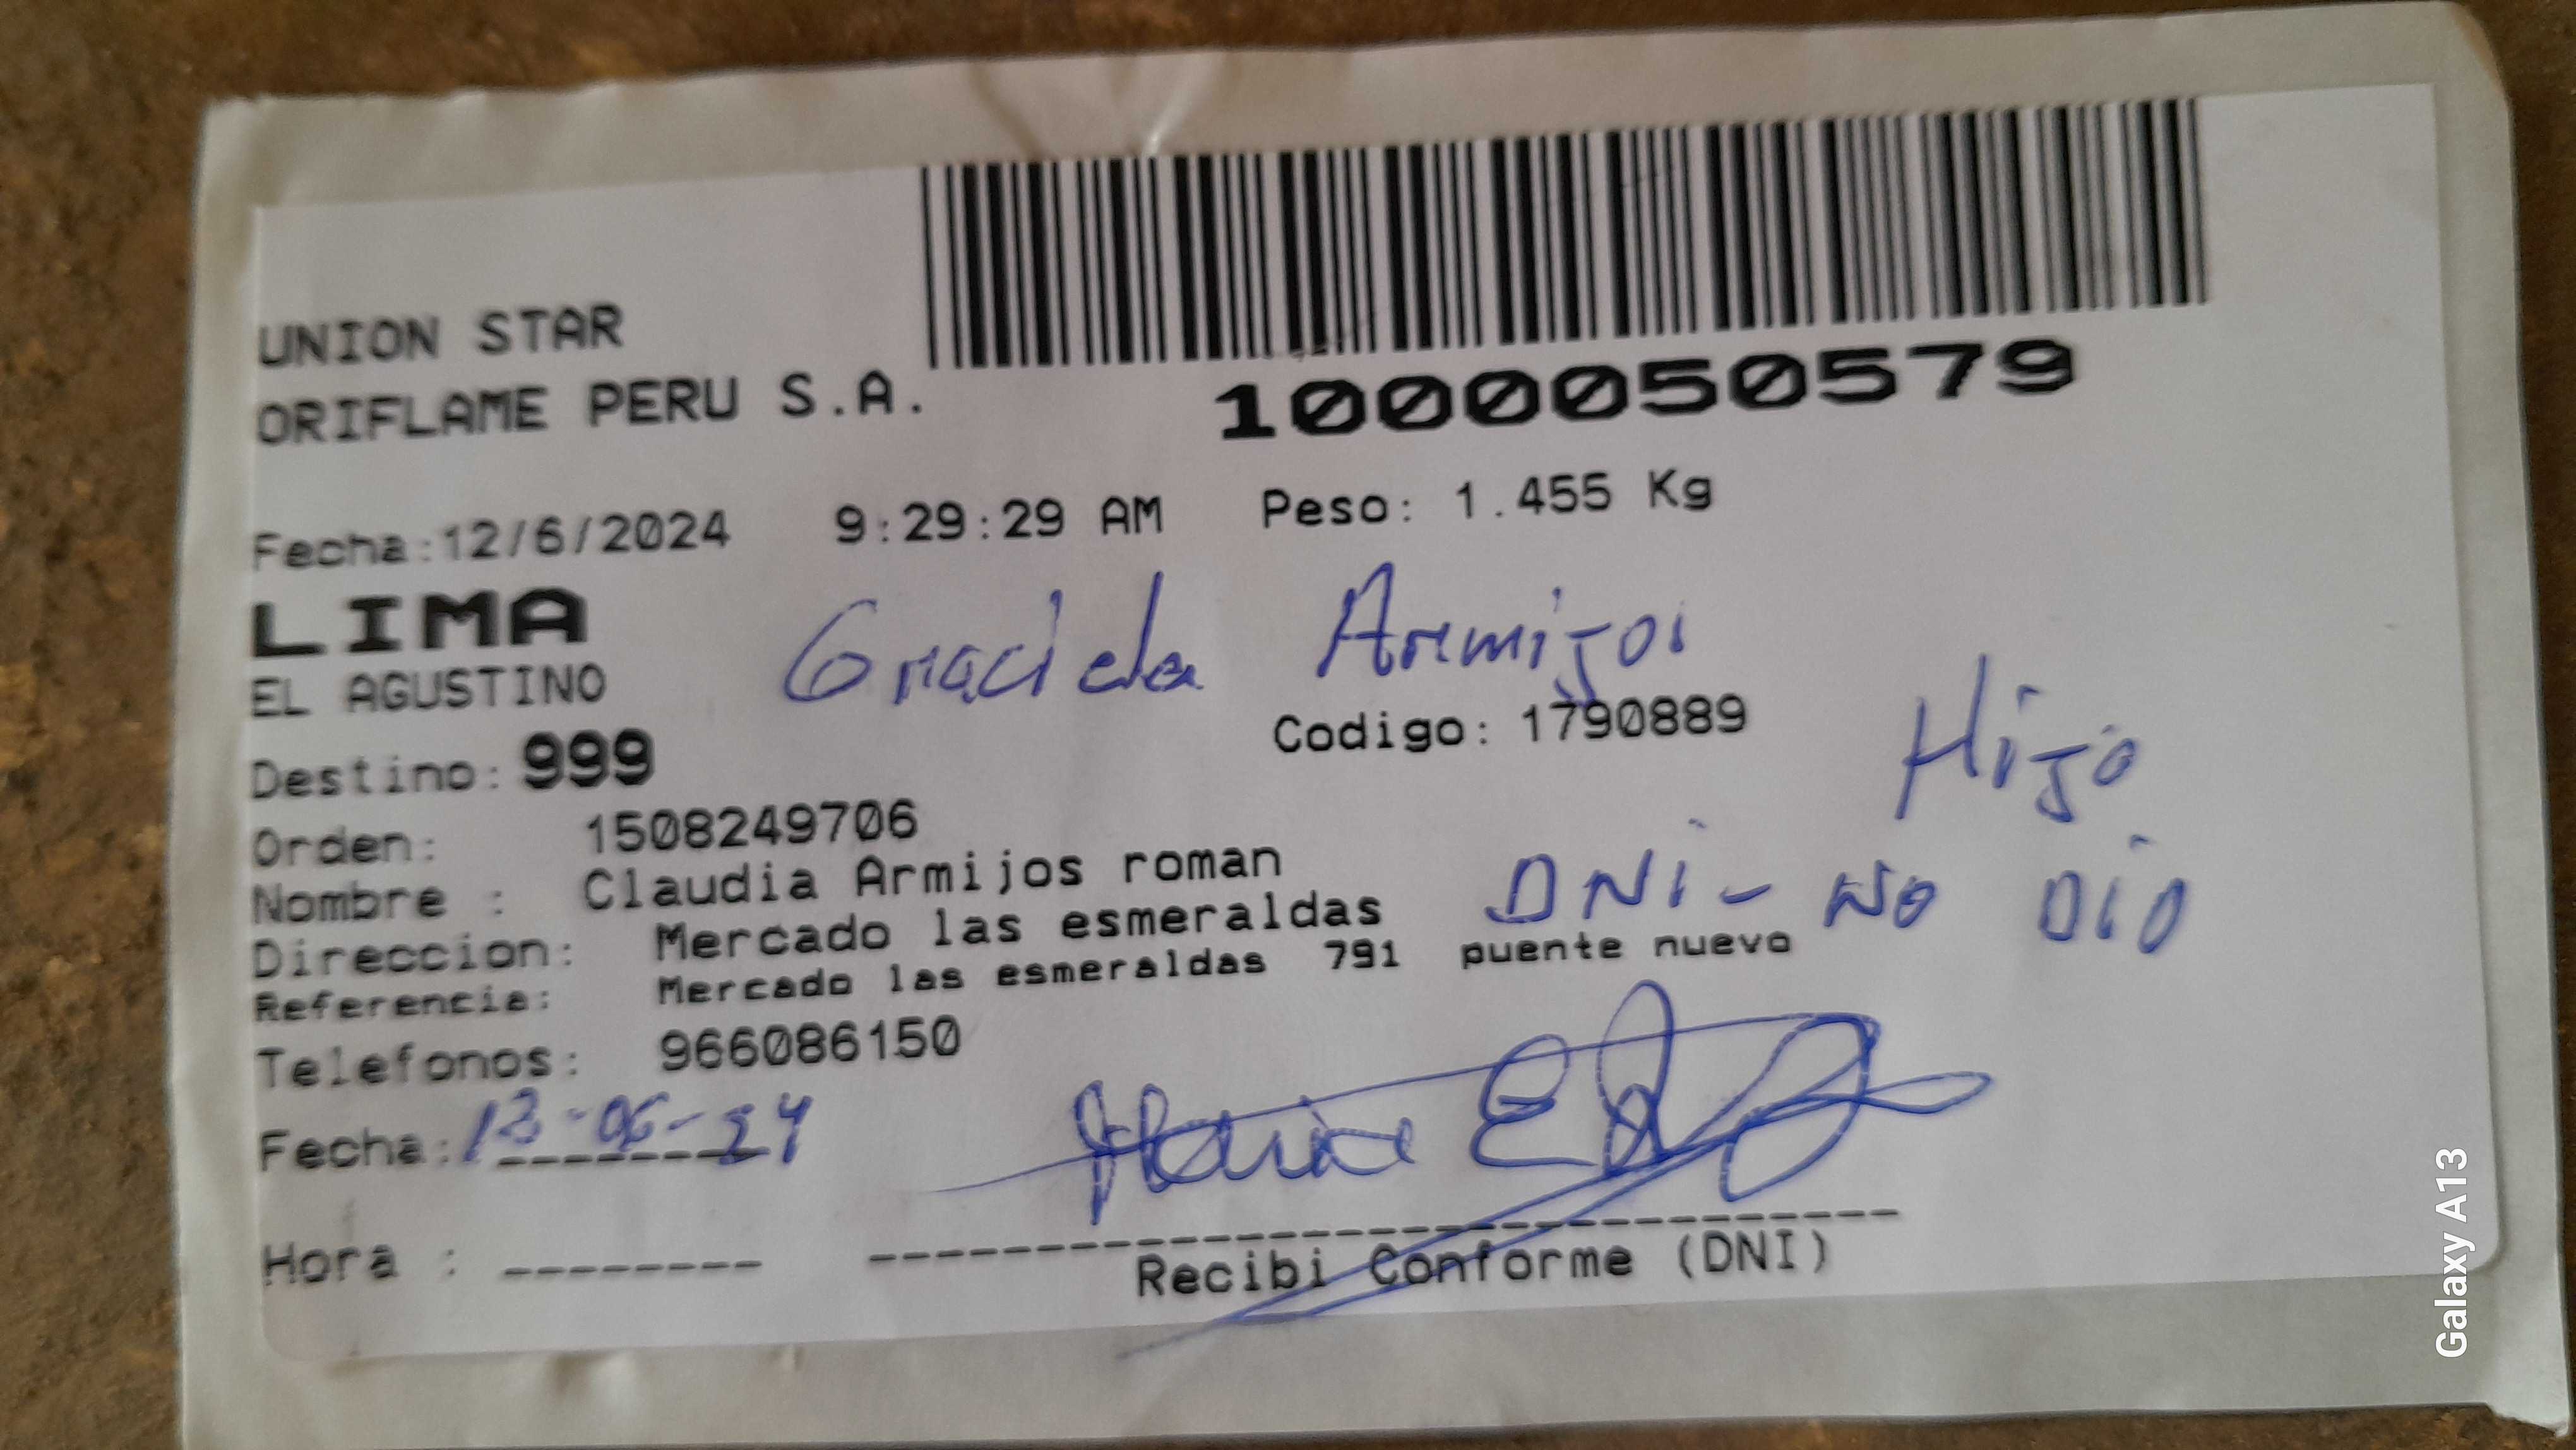 UNION STAR
ORIFLAME PERU S.A.
1000050579
Fecha:12/6/2024 9:29:29 AM Peso: 1.455 Kg
LIMA
Graciela Armijos
EL AGUSTINO
Codigo: 1790889
Hijo
Destino: 999
Orden: 1508249706
Nombre : Claudia Armijos roman
DNI - NO DIO
Direccion: Mercado las esmeraldas
Referencia: Mercado las esmeraldas 791 puente nuevo
Telefonos: 966086150
Fecha: 13-06-24
Hora :
Recibi Conforme (DNI)
Galaxy A13